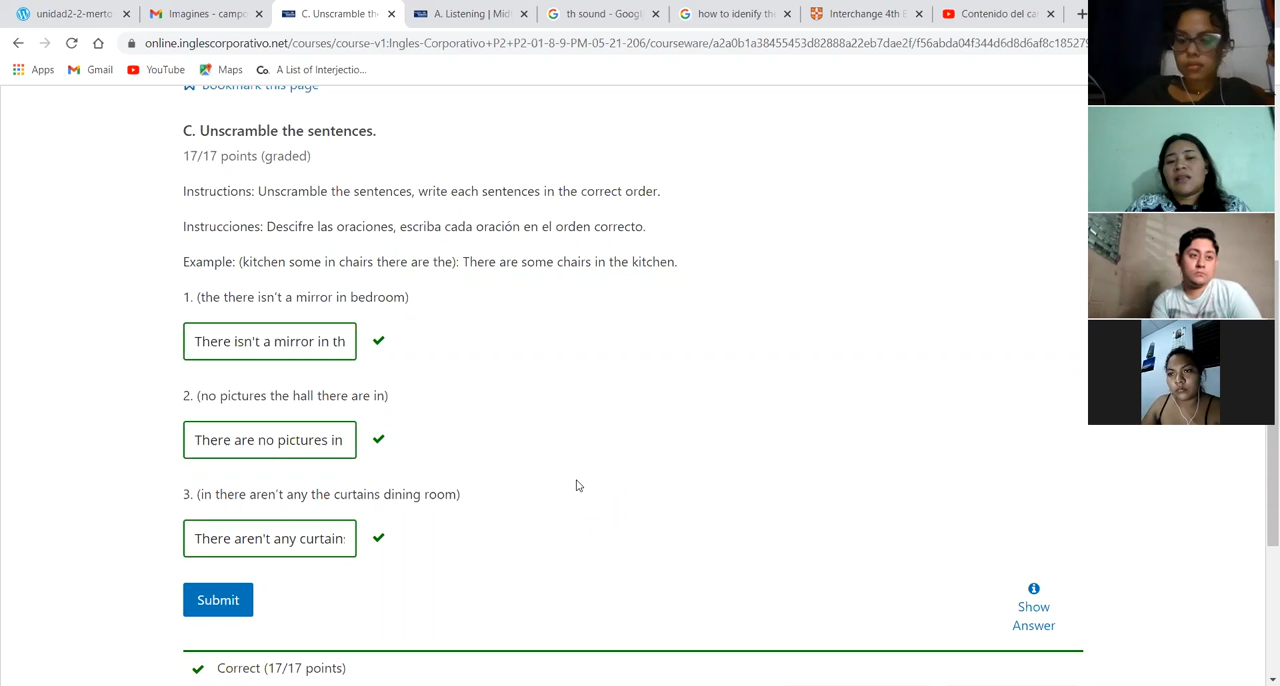 unidad2-2-merto
Imagines - campo
C. Unscramble the
A. Listening | Mid
th sound - Googl
how to idenify the
Interchange 4th E
Contenido del ca
online.inglescorporativo.net/courses/course-v1:Ingles-Corporativo+P2+P2-01-8-9-PM-05-21-206/courseware/a2a0b1a38455453d82888a22eb7dae2f/f56abda04f344d6d8d6af8c185279
Apps
Gmail
YouTube
Maps
Co. A List of Interjectio...
Bookmark this page
C. Unscramble the sentences.
17/17 points (graded)
Instructions: Unscramble the sentences, write each sentences in the correct order.
Instrucciones: Descifre las oraciones, escriba cada oración en el orden correcto.
Example: (kitchen some in chairs there are the): There are some chairs in the kitchen.
1. (the there isn't a mirror in bedroom)
There isn't a mirror in th
2. (no pictures the hall there are in)
There are no pictures in
3. (in there aren't any the curtains dining room)
There aren't any curtain
Submit
Show
Answer
Correct (17/17 points)